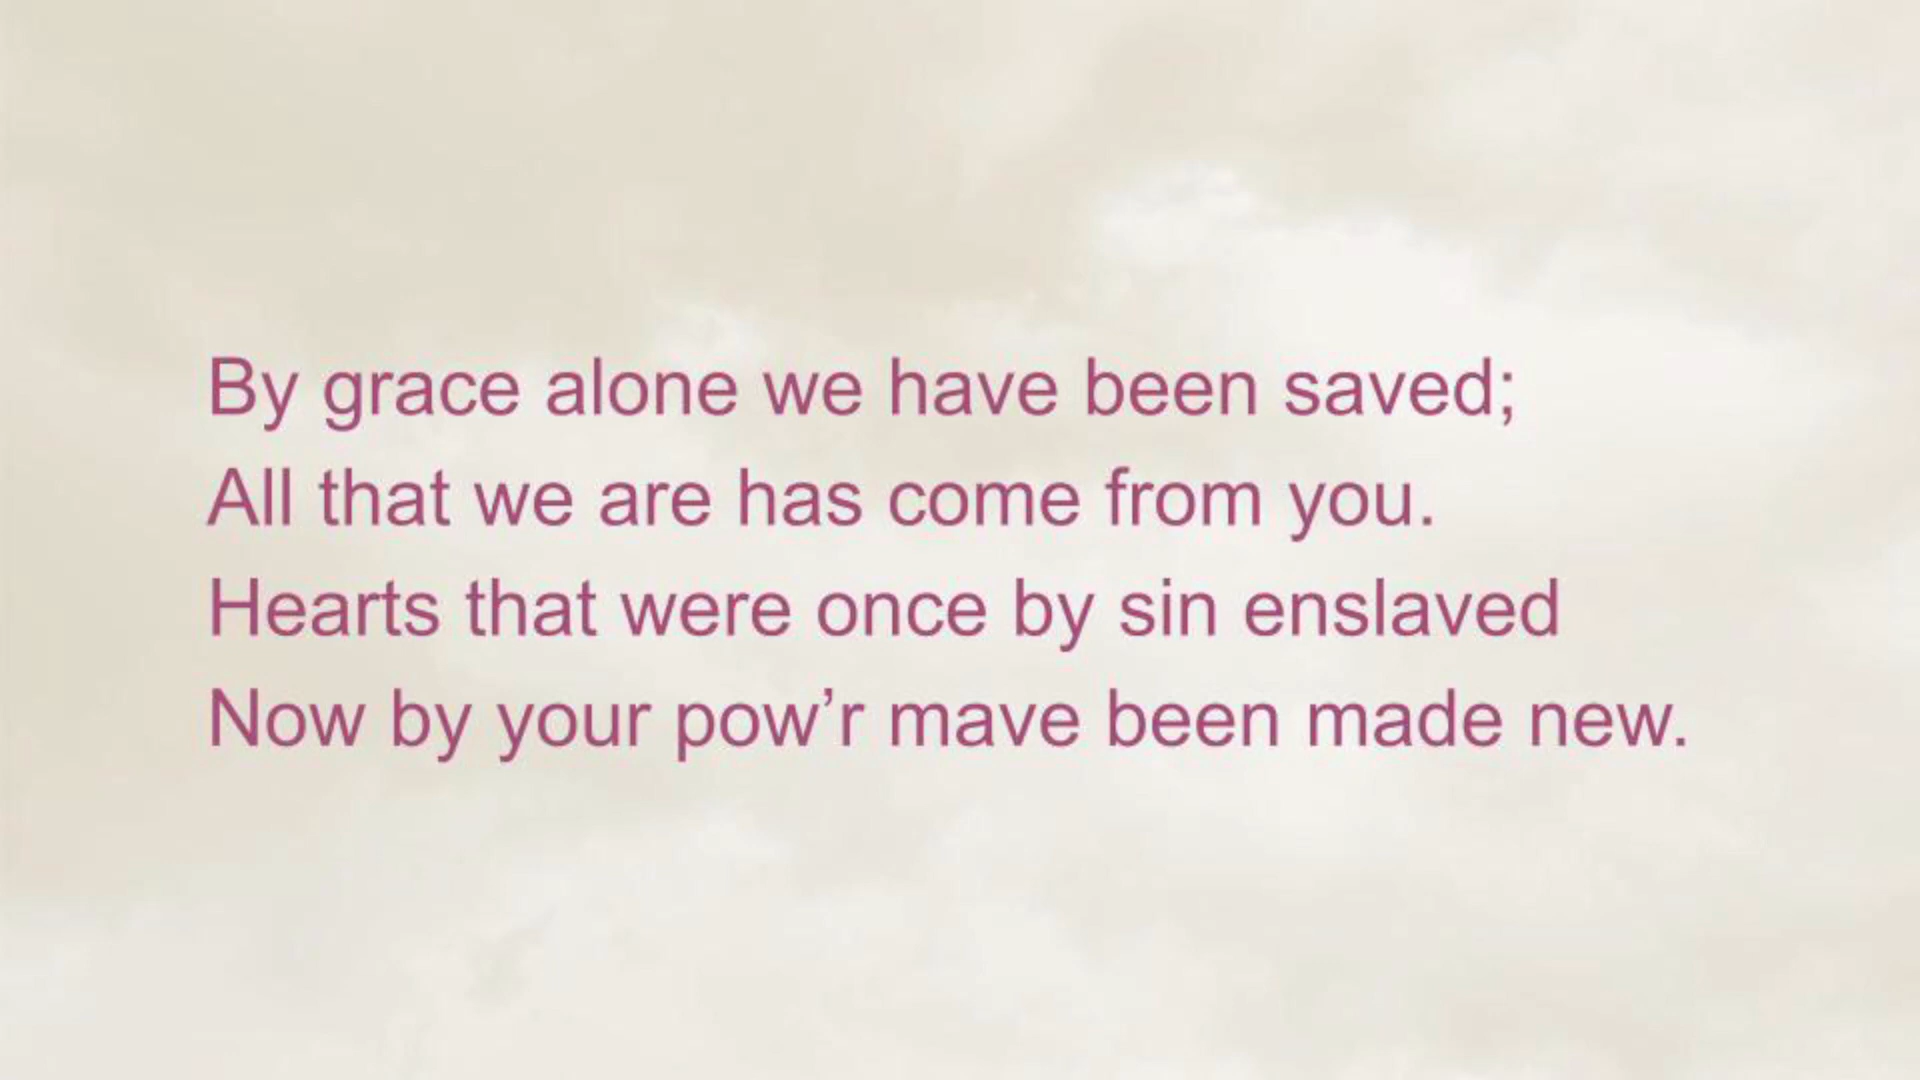 By grace alone we have been saved;
All that we are has come from you.
Hearts that were once by sin enslaved
Now by your pow’r mave been made new.